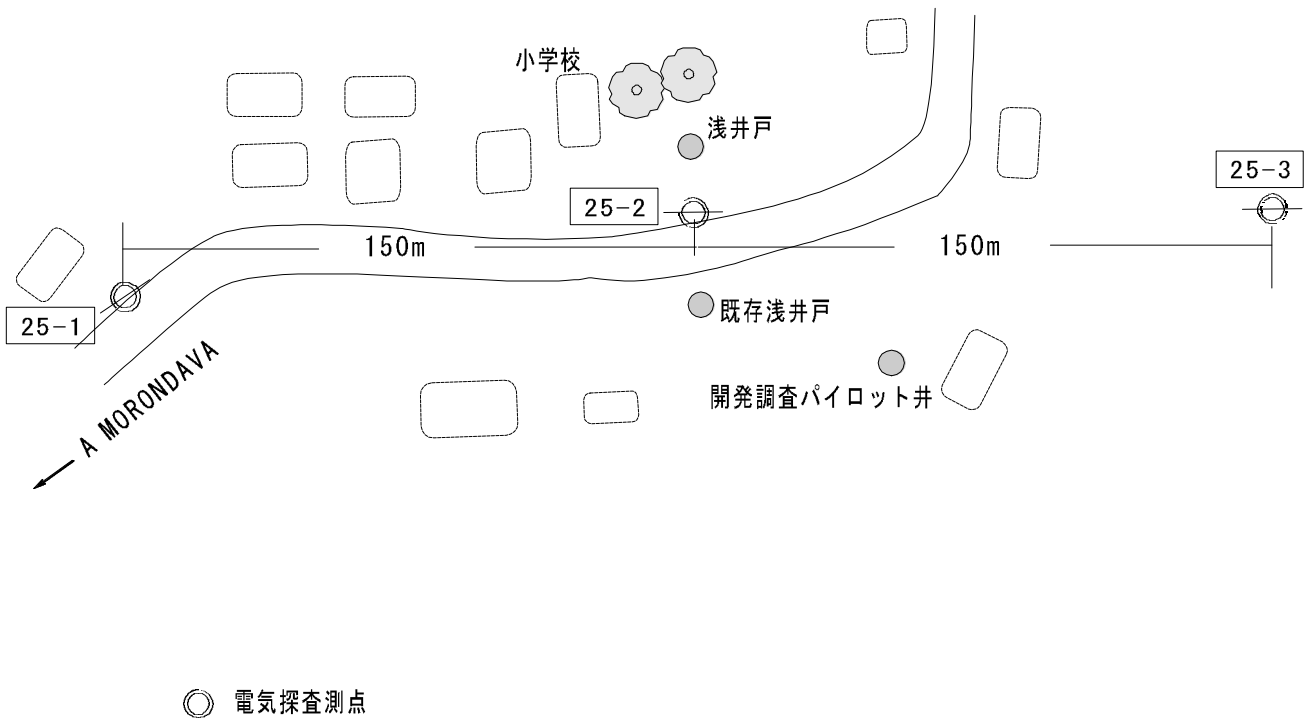 小学校
浅井戸
25-3
25-2
150m
150m
25-1
既存浅井戸
開発調査パイロット井
A MORONDAVA
電気探査測点